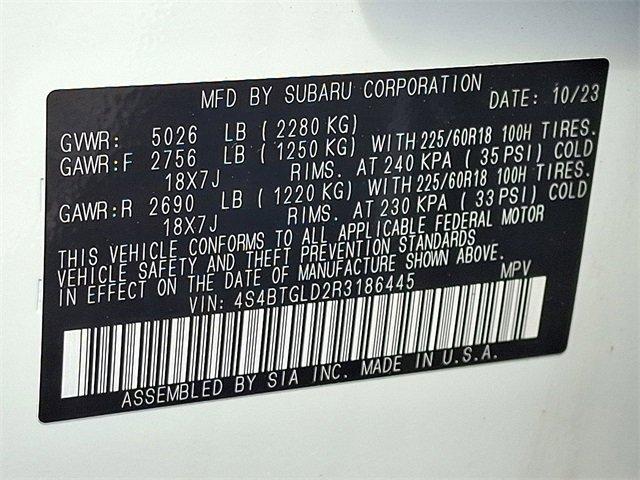 MFD BY SUBARU CORPORATION DATE: 10/23
GVWR: 5026 LB ( 2280 KG)
GAWR:F 2756 LB ( 1250 KG) WITH 225/60R18 100H TIRES.
18X7J RIMS. AT 240 KPA ( 35 PSI) COLD
GAWR:R 2690 LB ( 1220 KG) WITH 225/60R18 100H TIRES.
18X7J RIMS. AT 230 KPA ( 33 PSI) COLD
THIS VEHICLE CONFORMS TO ALL APPLICABLE FEDERAL MOTOR
VEHICLE SAFETY AND THEFT PREVENTION STANDARDS
IN EFFECT ON THE DATE OF MANUFACTURE SHOWN ABOVE.
VIN: 4S4BTGLD2R3186445 MPV
ASSEMBLED BY SIA INC. MADE IN U.S.A.